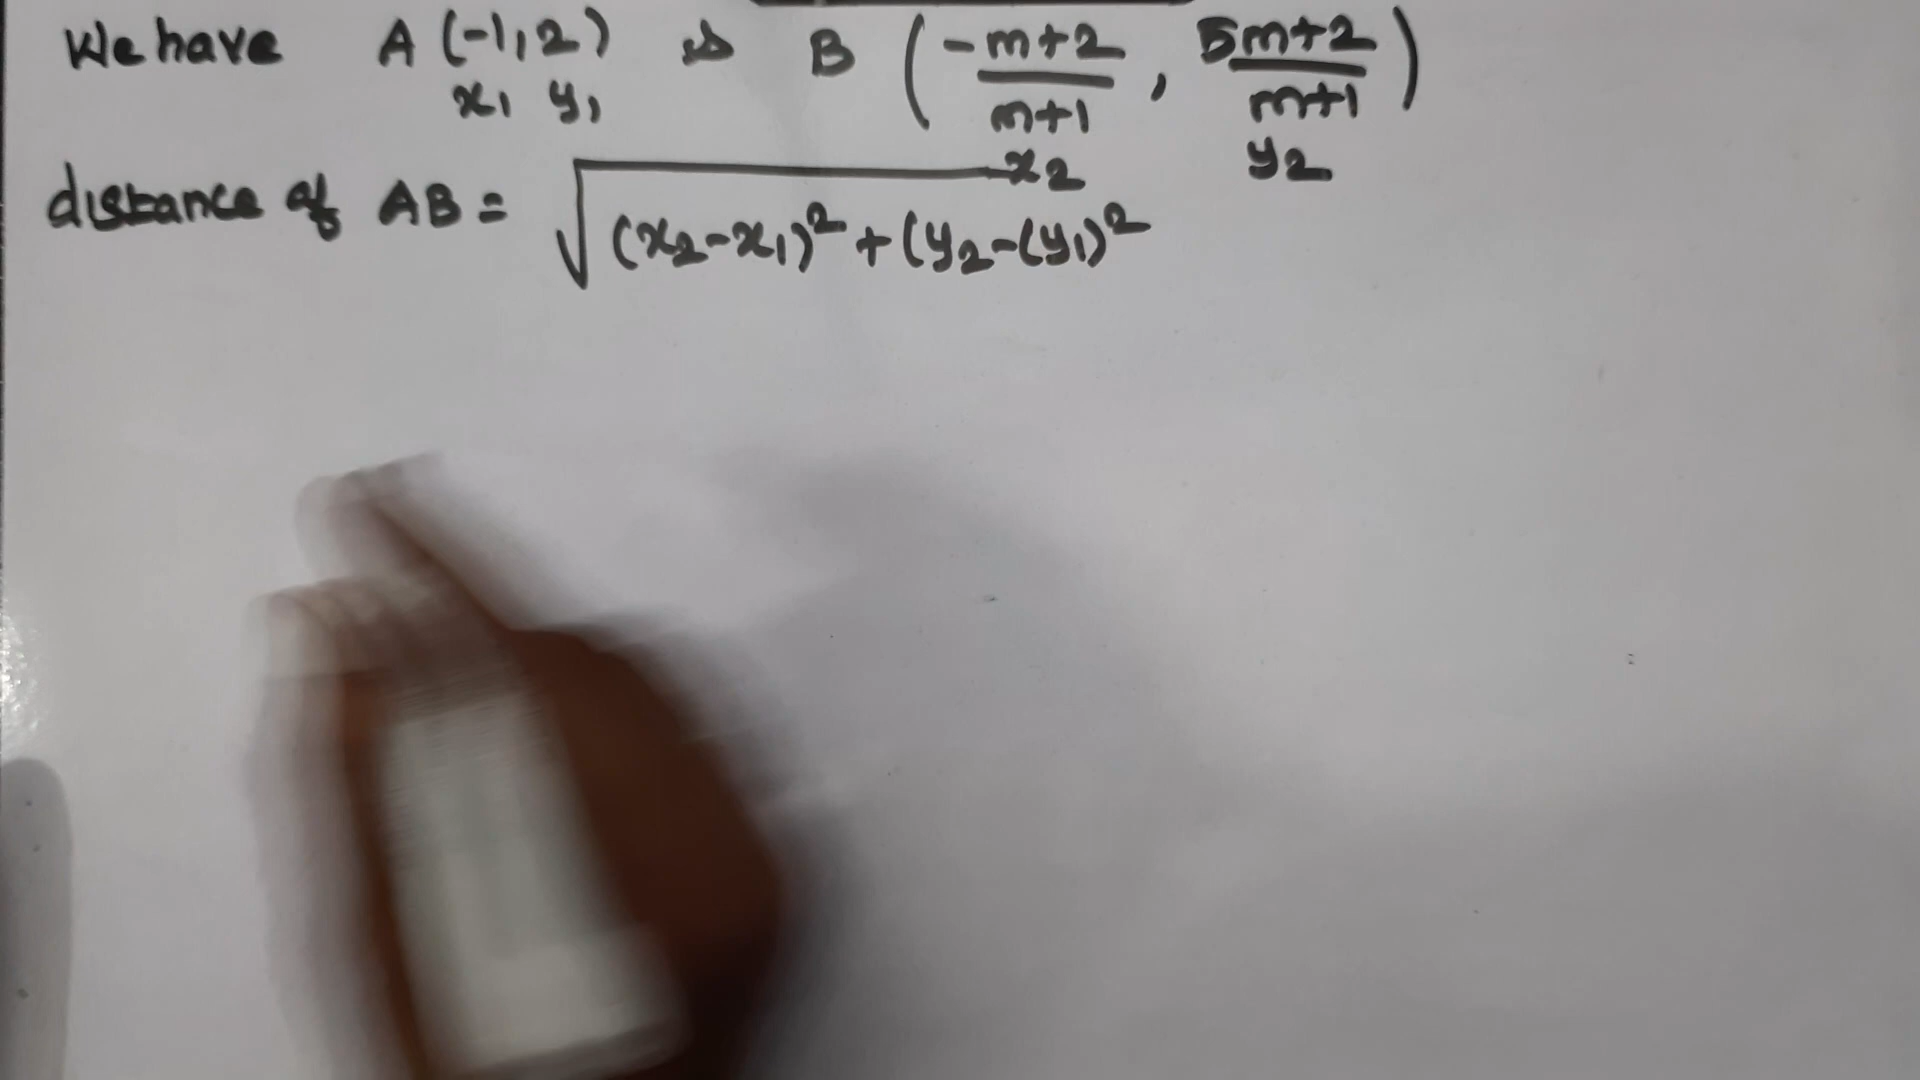 We have A (-1,2) & B ( -m+2/m+1 , 5m+2/m+1 )
x₁ y₁ x₂ y₂
distance of AB = √(x₂-x₁)²+(y₂-(y₁)²